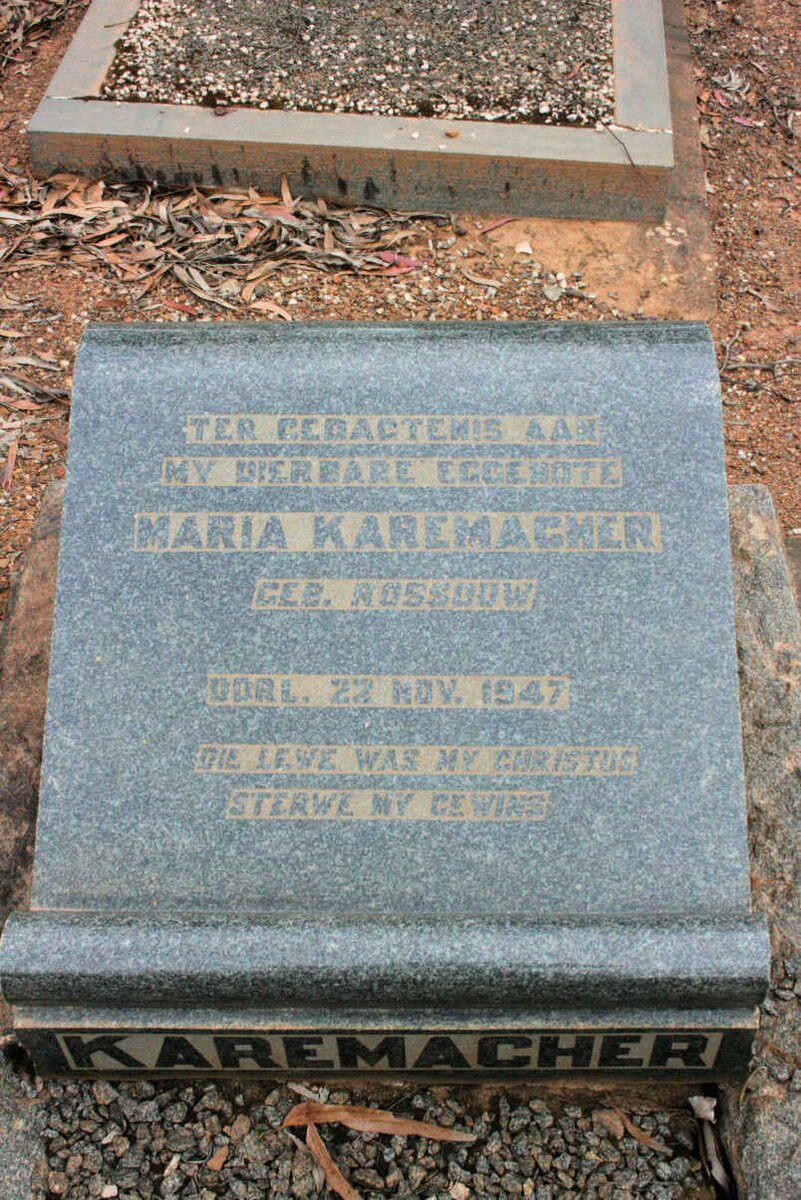 TER GEDAGTENIS AAN
MY DIERBARE EGGENOTE
MARIA KAREMACHER
GEB. ROSSOUW
OORL. 22 NOV. 1947
DIE LEWE WAS MY CHRISTUS
STERWE MY GEWINS
KAREMACHER